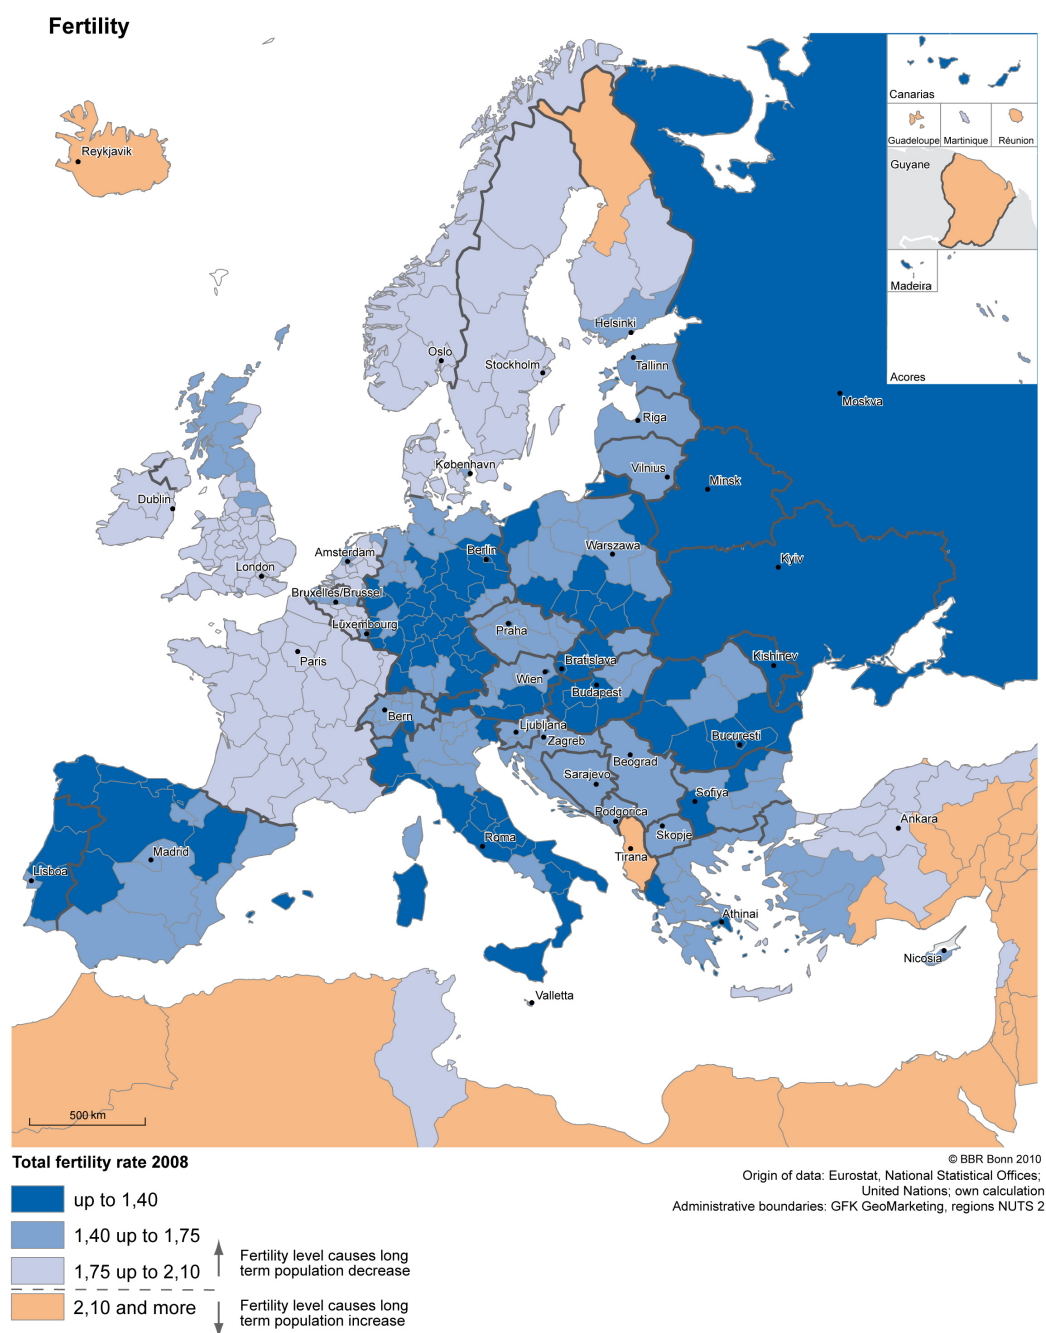 Fertility
Canarias
Guadeloupe
Martinique
Réunion
Guyane
Madeira
Acores
Reykjavik
Helsinki
Oslo
Stockholm
Tallinn
Moskva
Riga
København
Vilnius
Minsk
Dublin
Amsterdam
Berlin
Warszawa
London
Kyiv
Bruxelles/Brussel
Luxembourg
Praha
Paris
Bratislava
Kishinev
Wien
Budapest
Bern
Ljubljana
Zagreb
Bucuresti
Beograd
Sarajevo
Sofiya
Podgorica
Ankara
Skopje
Roma
Madrid
Tirana
Lisboa
Athinai
Nicosia
Valletta
500 km
Total fertility rate 2008
up to 1,40
1,40 up to 1,75
1,75 up to 2,10
2,10 and more
Fertility level causes long
term population decrease
Fertility level causes long
term population increase
© BBR Bonn 2010
Origin of data: Eurostat, National Statistical Offices;
United Nations; own calculation
Administrative boundaries: GFK GeoMarketing, regions NUTS 2